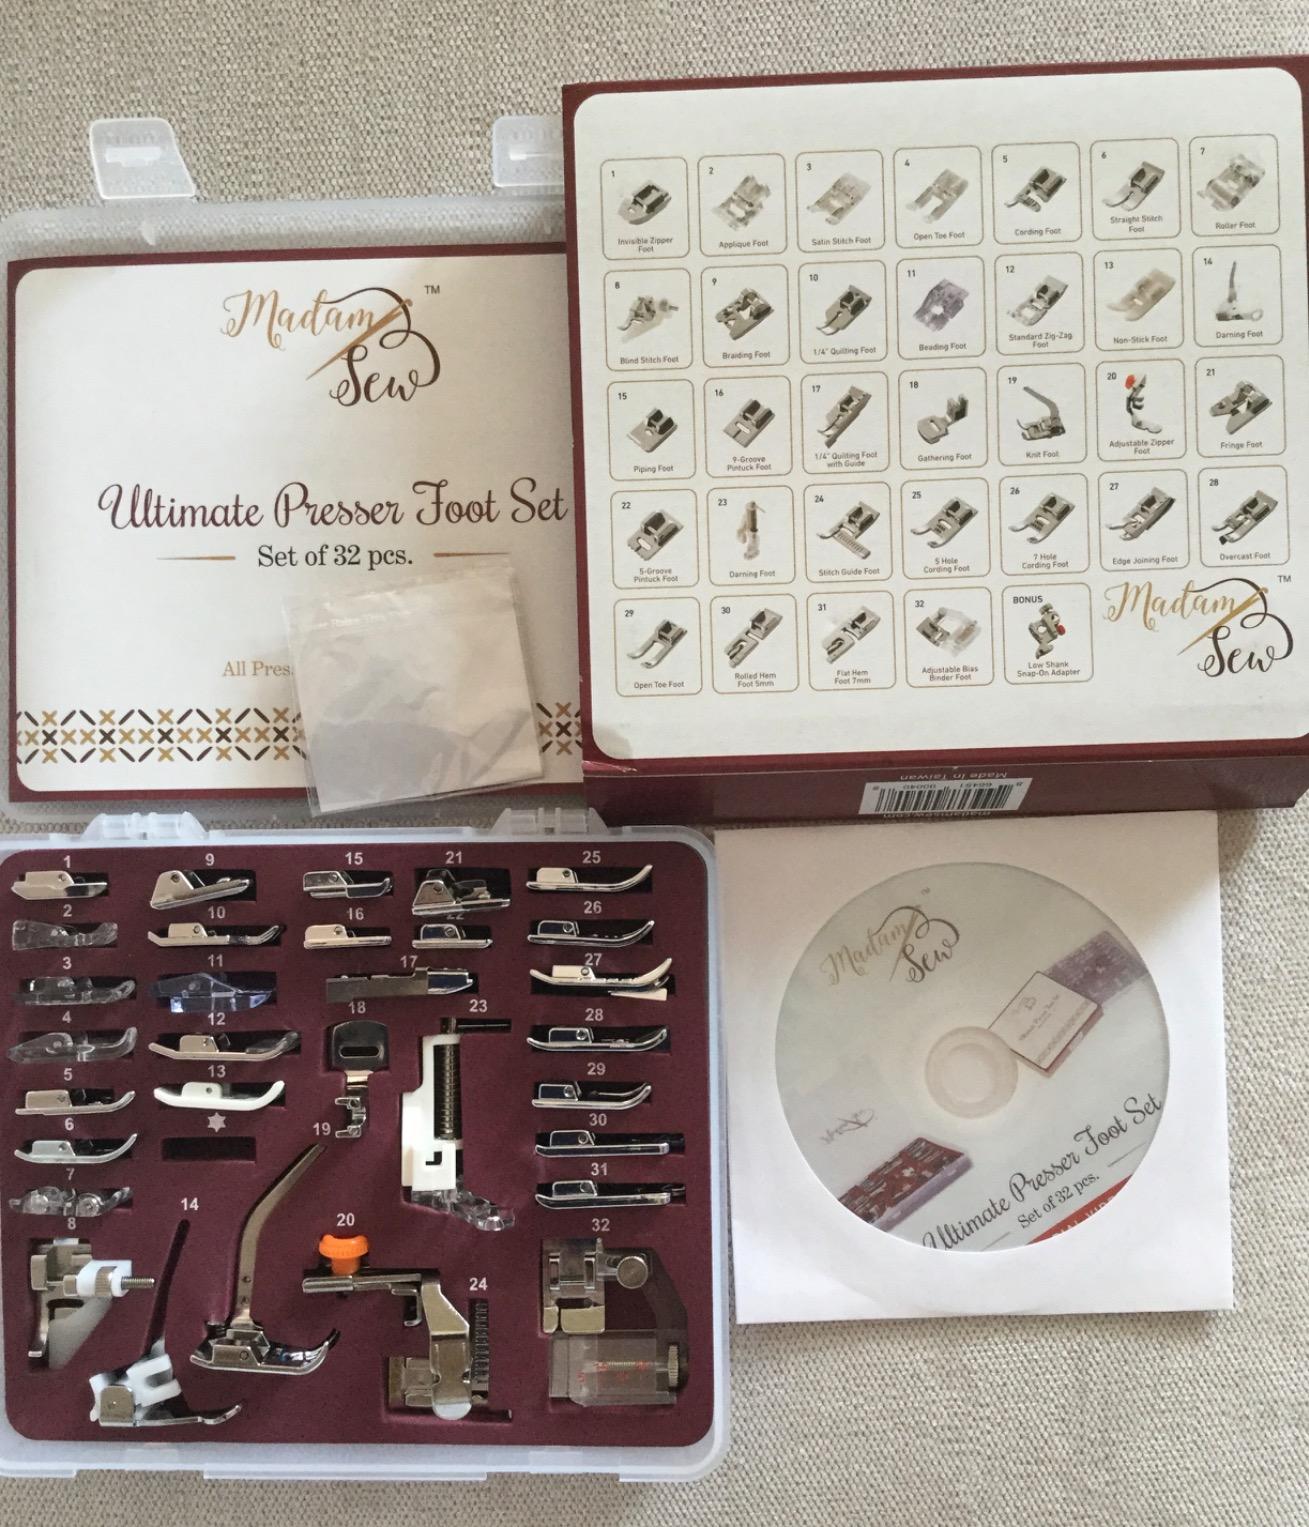 Madam
Sew
TM
Ultimate Presser Foot Set
Set of 32 pcs.
All Pres
1
Invisible Zipper
Foot
2
Applique Foot
3
Satin Stitch Foot
4
Open Toe Foot
5
Cording Foot
6
Straight Stitch
Foot
7
Roller Foot
8
Blind Stitch Foot
9
Braiding Foot
10
1/4" Quilting Foot
11
Beading Foot
12
Standard Zig-Zag
Foot
13
Non-Stick Foot
14
Darning Foot
15
Piping Foot
16
9-Groove
Pintuck Foot
17
1/4" Quilting Foot
with Guide
18
Gathering Foot
19
Knit Foot
20
Adjustable Zipper
Foot
21
Fringe Foot
22
5-Groove
Pintuck Foot
23
Darning Foot
24
Stitch Guide Foot
25
5 Hole
Cording Foot
26
7 Hole
Cording Foot
27
Edge Joining Foot
28
Overcast Foot
29
Open Toe Foot
30
Rolled Hem
Foot 5mm
31
Flat Hem
Foot 7mm
32
Adjustable Bias
Binder Foot
BONUS
Low Shank
Snap-On Adapter
Madam
Sew
TM
Made in Taiwan
madamsew.com
1
2
3
4
5
6
7
8
9
10
11
12
13
14
15
16
17
18
19
20
21
22
23
24
25
26
27
28
29
30
31
32
Madam
Sew
Ultimate Presser Foot Set
Set of 32 pcs.